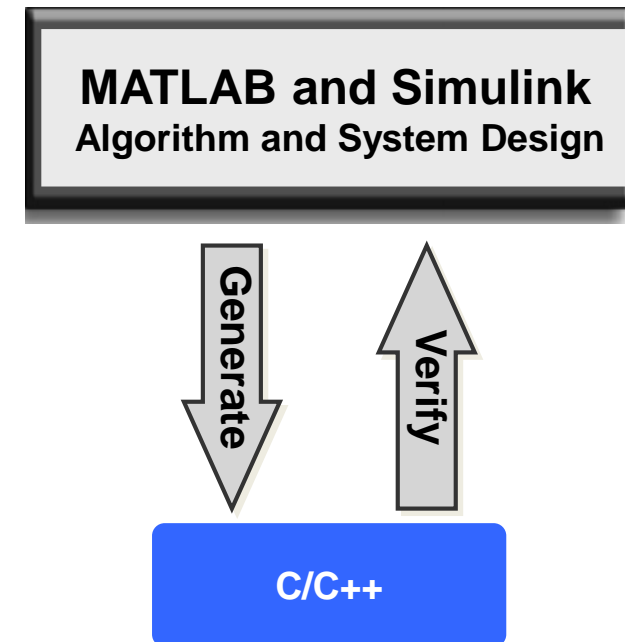 MATLAB and Simulink
Algorithm and System Design
Generate
Verify
C/C++